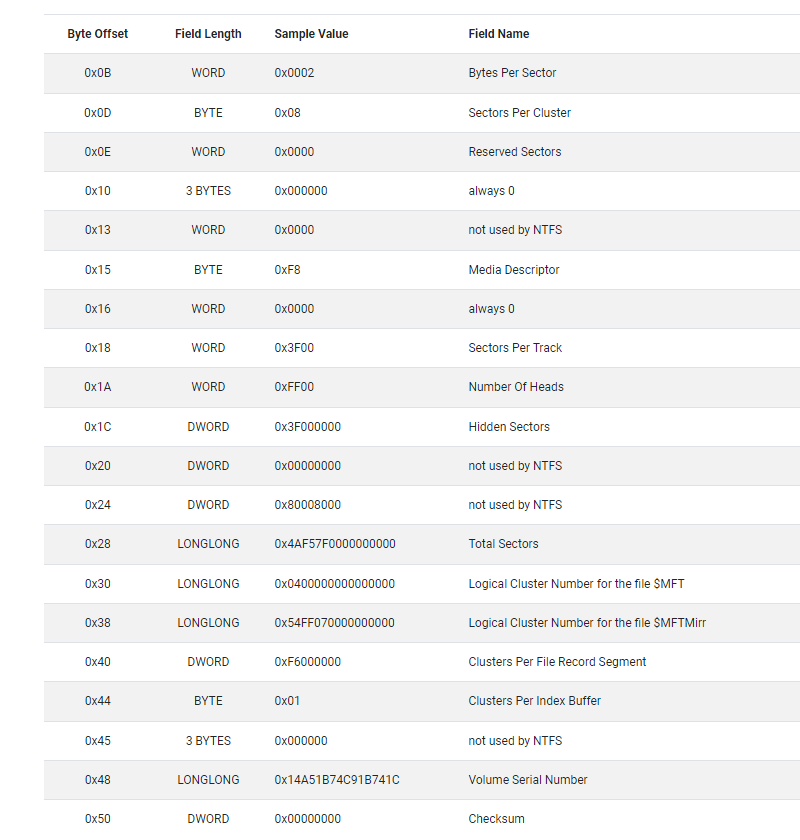 Byte Offset Field Length Sample Value Field Name
0x0B WORD 0x0002 Bytes Per Sector
0x0D BYTE 0x08 Sectors Per Cluster
0x0E WORD 0x0000 Reserved Sectors
0x10 3 BYTES 0x000000 always 0
0x13 WORD 0x0000 not used by NTFS
0x15 BYTE 0xF8 Media Descriptor
0x16 WORD 0x0000 always 0
0x18 WORD 0x3F00 Sectors Per Track
0x1A WORD 0xFF00 Number Of Heads
0x1C DWORD 0x3F000000 Hidden Sectors
0x20 DWORD 0x00000000 not used by NTFS
0x24 DWORD 0x80008000 not used by NTFS
0x28 LONGLONG 0x4AF57F0000000000 Total Sectors
0x30 LONGLONG 0x0400000000000000 Logical Cluster Number for the file $MFT
0x38 LONGLONG 0x54FF070000000000 Logical Cluster Number for the file $MFTMirr
0x40 DWORD 0xF6000000 Clusters Per File Record Segment
0x44 BYTE 0x01 Clusters Per Index Buffer
0x45 3 BYTES 0x000000 not used by NTFS
0x48 LONGLONG 0x14A51B74C91B741C Volume Serial Number
0x50 DWORD 0x00000000 Checksum